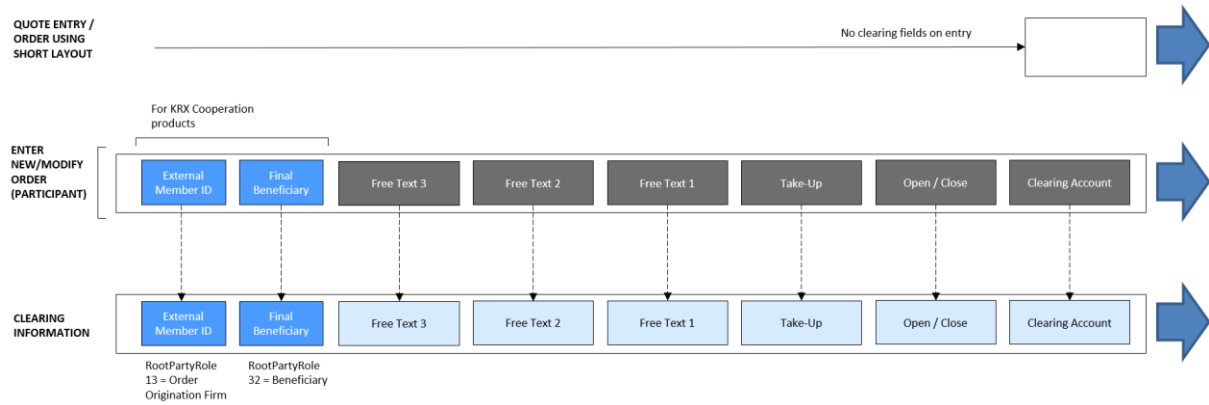 QUOTE ENTRY /
ORDER USING
SHORT LAYOUT
No clearing fields on entry
For KRX Cooperation
products
ENTER
NEW/MODIFY
ORDER
(PARTICIPANT)
External
Member ID
Final
Beneficiary
Free Text 3
Free Text 2
Free Text 1
Take-Up
Open / Close
Clearing Account
CLEARING
INFORMATION
External
Member ID
Final
Beneficiary
Free Text 3
Free Text 2
Free Text 1
Take-Up
Open / Close
Clearing Account
RootPartyRole
13 = Order
Origination Firm
RootPartyRole
32 = Beneficiary